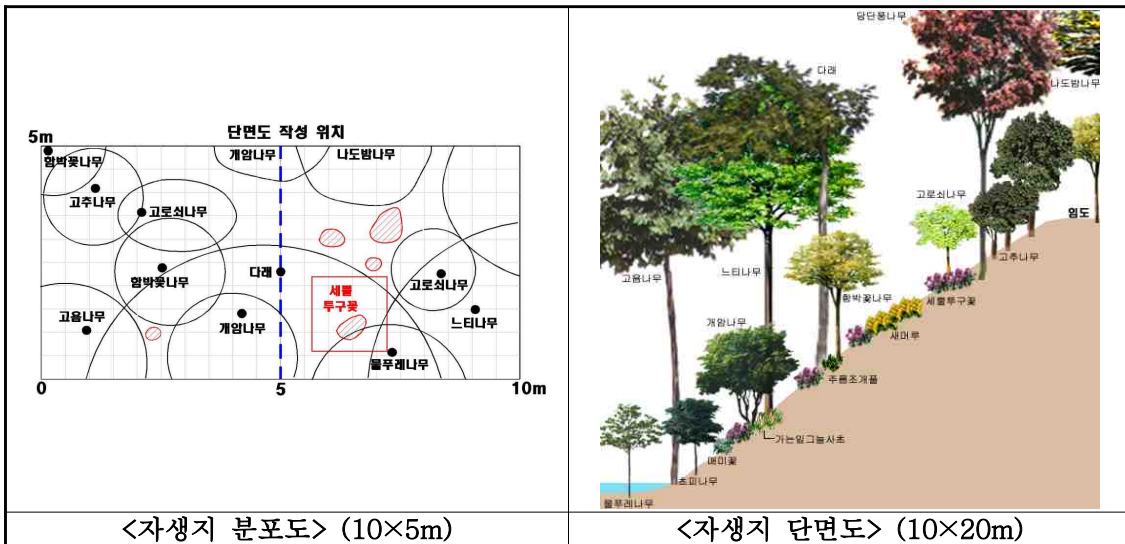 단면도 작성 위치
5m
개암나무
나도밤나무
함박꽃나무
고추나무
고로쇠나무
다래
함박꽃나무
고로쇠나무
세뿔
투구꽃
고욤나무
개암나무
느티나무
물푸레나무
0
5
10m
<자생지 분포도> (10×5m)
당단풍나무
다래
나도밤나무
고로쇠나무
임도
고추나무
고욤나무
느티나무
함박꽃나무
세뿔투구꽃
개암나무
새머루
주름조개풀
가는잎그늘사초
매미꽃
초피나무
물푸레나무
<자생지 단면도> (10×20m)